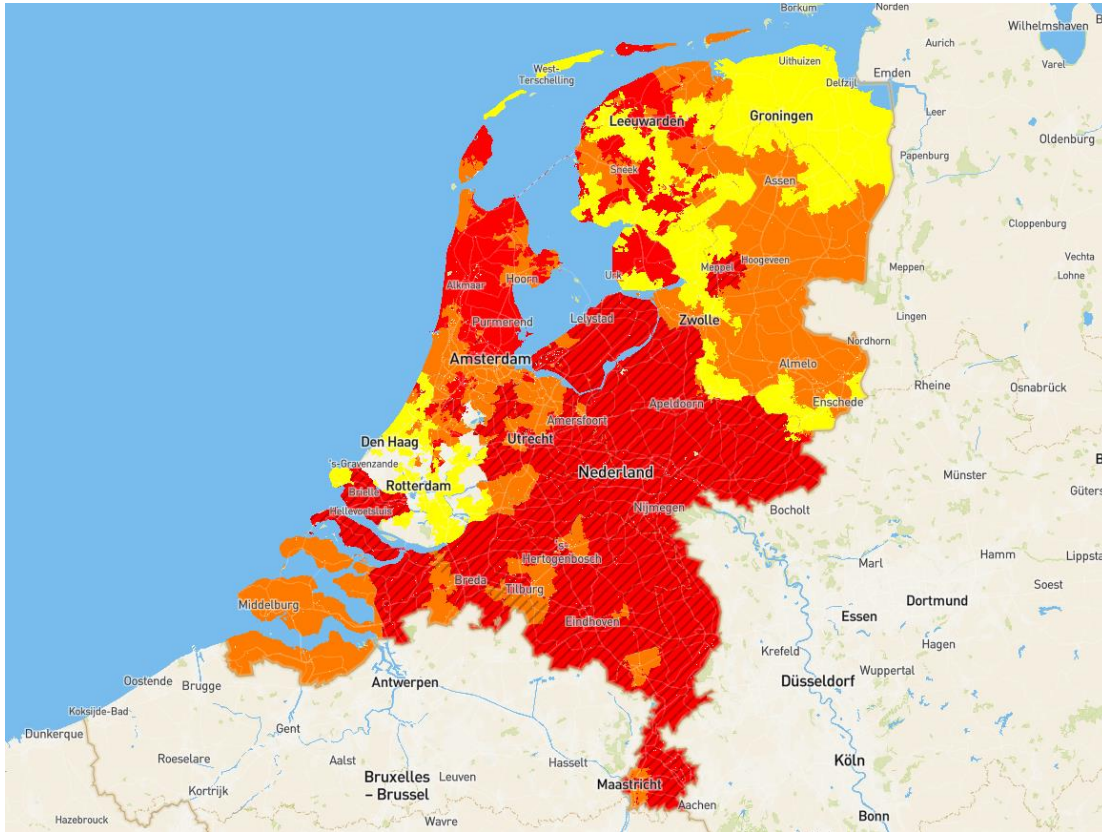 Borkum
Norden
Wilhelmshaven
B
Aurich
Uithuizen
Varel
West-
Terschelling
Delfzijl
Emden
Leer
Leeuwarden
Groningen
Oldenburg
Papenburg
Sneek
Assen
Cloppenburg
Vechta
Lohne
Urk
Meppel
Hoogeveen
Meppen
Alkmaar
Hoorn
Lingen
Purmerend
Lelystad
Zwolle
Nordhorn
Amsterdam
Almelo
Rheine
Osnabrück
Enschede
Apeldoorn
Amersfoort
Den Haag
Utrecht
's-Gravenzande
Nederland
Münster
B
Rotterdam
Güters
Brielle
Hellevoetsluis
Nijmegen
Bocholt
's-
Hertogenbosch
Hamm
Lippsta
Marl
Soest
Breda
Tilburg
Dortmund
Middelburg
Essen
Eindhoven
Hagen
Krefeld
Wuppertal
Antwerpen
Düsseldorf
Oostende
Brugge
Koksijde-Bad
Gent
Dunkerque
Köln
Roeselare
Aalst
Hasselt
Bruxelles
– Brussel
Leuven
Maastricht
Kortrijk
Aachen
Bonn
Hazebrouck
Wavre